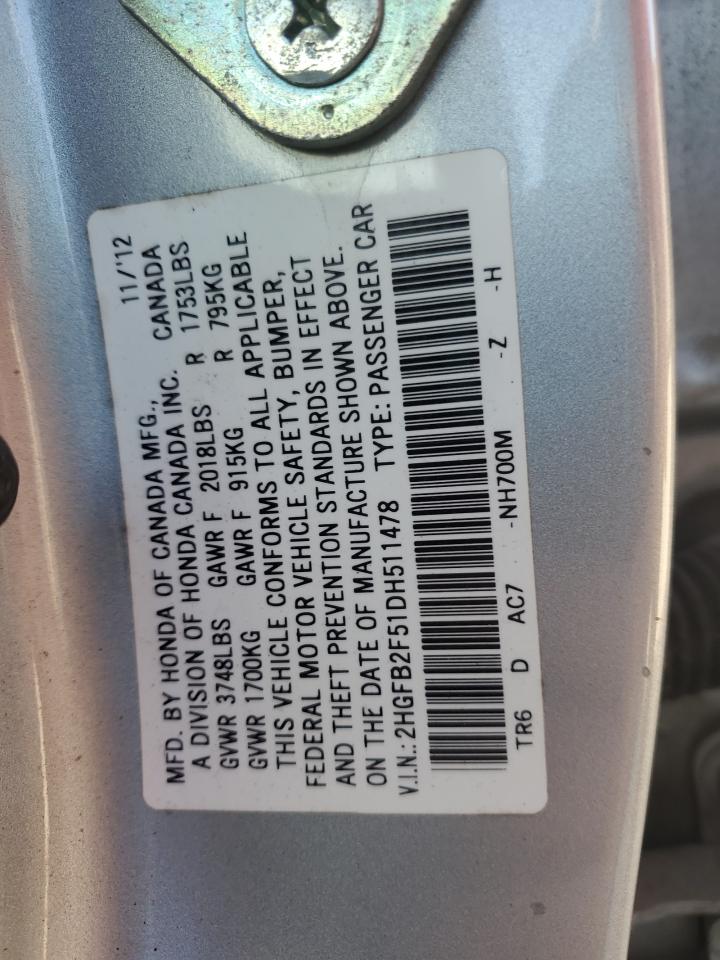 11/'12
MFD. BY HONDA OF CANADA MFG.,
A DIVISION OF HONDA CANADA INC. CANADA
GVWR 3748LBS GAWR F 2018LBS R 1753LBS
GVWR 1700KG GAWR F 915KG R 795KG
THIS VEHICLE CONFORMS TO ALL APPLICABLE
FEDERAL MOTOR VEHICLE SAFETY, BUMPER,
AND THEFT PREVENTION STANDARDS IN EFFECT
ON THE DATE OF MANUFACTURE SHOWN ABOVE.
V.I.N.: 2HGFB2F51DH511478 TYPE: PASSENGER CAR
TR6 D AC7 -NH700M -Z -H